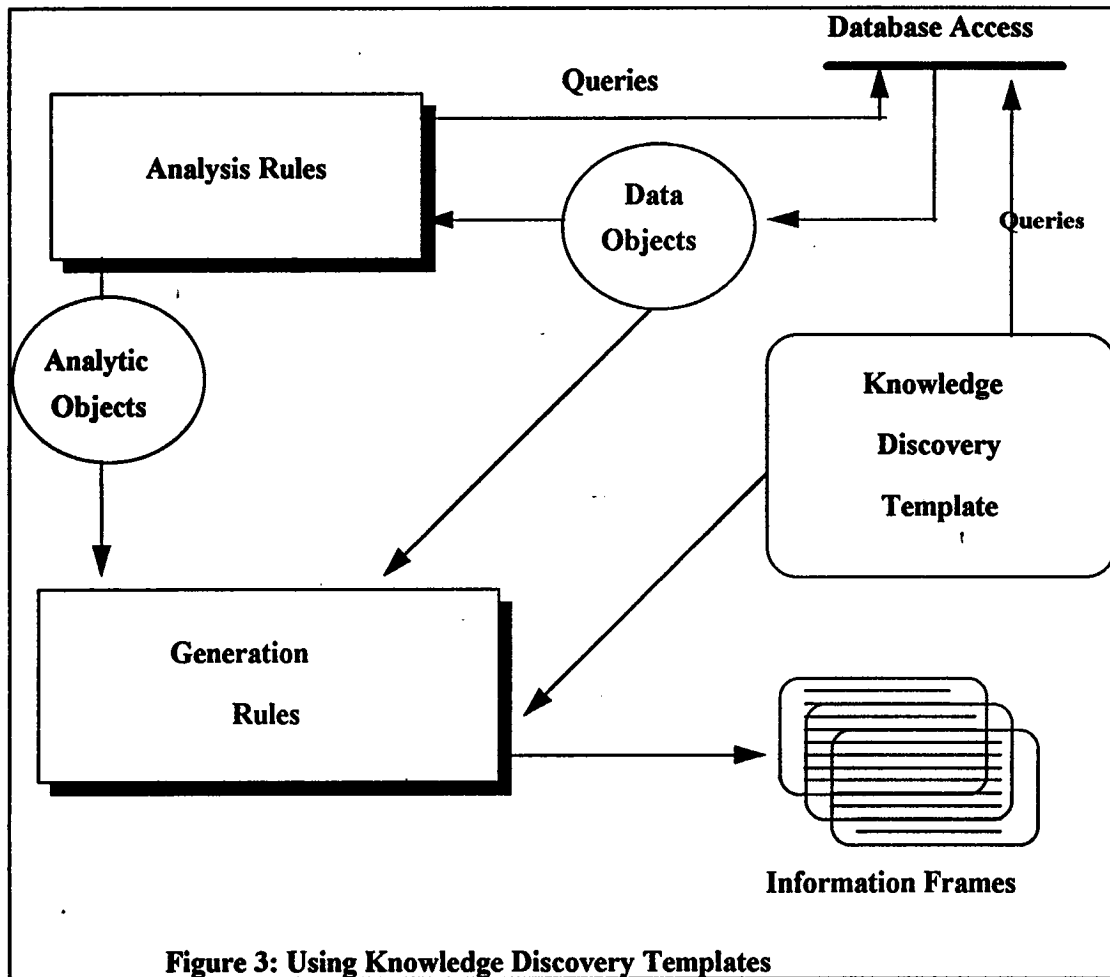 Database Access
Queries
Analysis Rules
Data
Objects
Queries
Analytic
Objects
Knowledge
Discovery
Template
Generation
Rules
Information Frames
Figure 3: Using Knowledge Discovery Templates